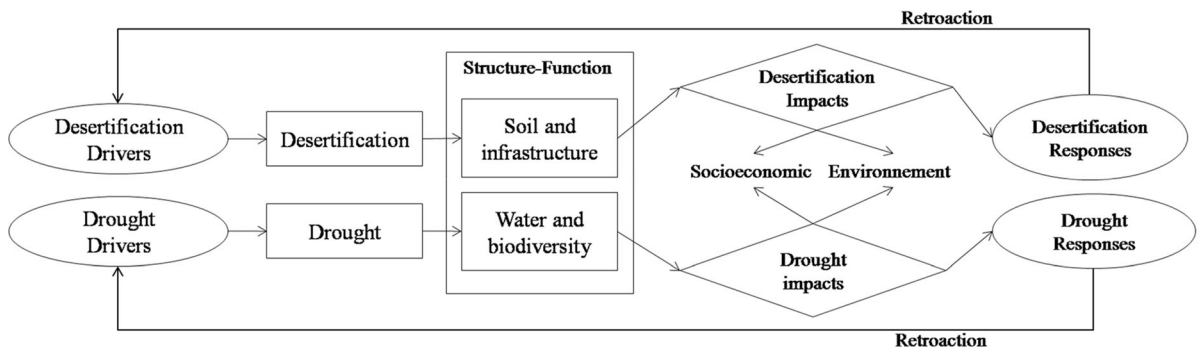 Retroaction
Structure-Function
Desertification
Impacts
Desertification
Drivers
Desertification
Soil and
infrastructure
Desertification
Responses
Socioeconomic
Environnement
Drought
Drivers
Drought
Water and
biodiversity
Drought
impacts
Drought
Responses
Retroaction